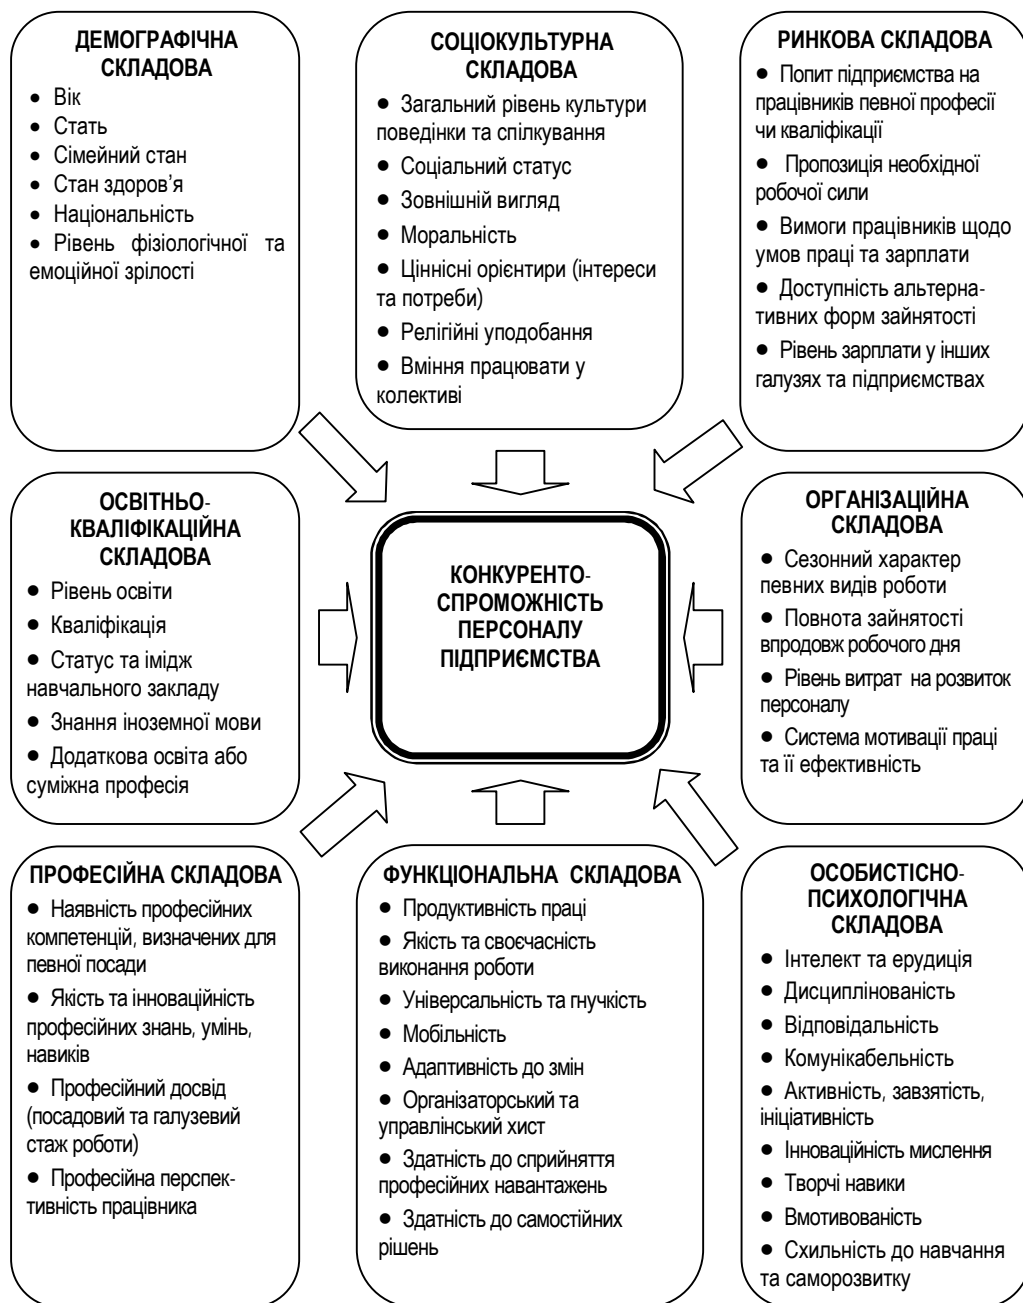 ДЕМОГРАФІЧНА
СКЛАДОВА
• Вік
• Стать
• Сімейний стан
• Стан здоров’я
• Національність
• Рівень фізіологічної та
емоційної зрілості
СОЦІОКУЛЬТУРНА
СКЛАДОВА
• Загальний рівень культури
поведінки та спілкування
• Соціальний статус
• Зовнішній вигляд
• Моральність
• Ціннісні орієнтири (інтереси
та потреби)
• Релігійні уподобання
• Вміння працювати у
колективі
РИНКОВА СКЛАДОВА
• Попит підприємства на
працівників певної професії
чи кваліфікації
• Пропозиція необхідної
робочої сили
• Вимоги працівників щодо
умов праці та зарплати
• Доступність альтерна-
тивних форм зайнятості
• Рівень зарплати у інших
галузях та підприємствах
ОСВІТНЬО-
КВАЛІФІКАЦІЙНА
СКЛАДОВА
• Рівень освіти
• Кваліфікація
• Статус та імідж
навчального закладу
• Знання іноземної мови
• Додаткова освіта або
суміжна професія
КОНКУРЕНТО-
СПРОМОЖНІСТЬ
ПЕРСОНАЛУ
ПІДПРИЄМСТВА
ОРГАНІЗАЦІЙНА
СКЛАДОВА
• Сезонний характер
певних видів роботи
• Повнота зайнятості
впродовж робочого дня
• Рівень витрат на розвиток
персоналу
• Система мотивації праці
та її ефективність
ПРОФЕСІЙНА СКЛАДОВА
• Наявність професійних
компетенцій, визначених для
певної посади
• Якість та інноваційність
професійних знань, умінь,
навиків
• Професійний досвід
(посадовий та галузевий
стаж роботи)
• Професійна перспек-
тивність працівника
ФУНКЦІОНАЛЬНА СКЛАДОВА
• Продуктивність праці
• Якість та своєчасність
виконання роботи
• Універсальність та гнучкість
• Мобільність
• Адаптивність до змін
• Організаторський та
управлінський хист
• Здатність до сприйняття
професійних навантажень
• Здатність до самостійних
рішень
ОСОБИСТІСНО-
ПСИХОЛОГІЧНА
СКЛАДОВА
• Інтелект та ерудиція
• Дисциплінованість
• Відповідальність
• Комунікабельність
• Активність, завзятість,
ініціативність
• Інноваційність мислення
• Творчі навики
• Вмотивованість
• Схильність до навчання
та саморозвитку